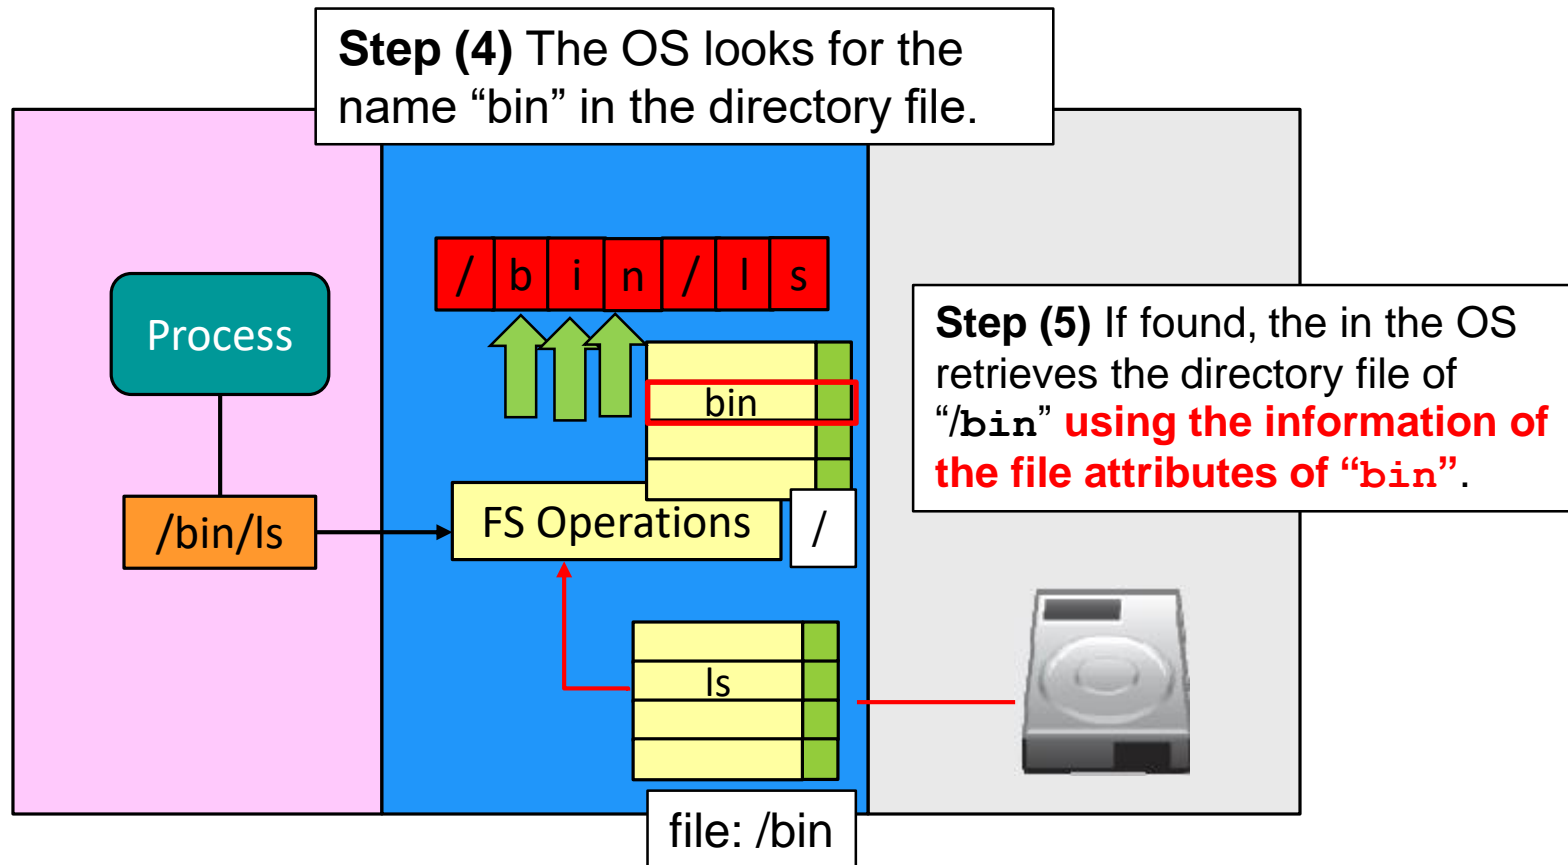 Step (4) The OS looks for the
name “bin” in the directory file.
/ b i n / l s
Process
bin
Step (5) If found, the in the OS
retrieves the directory file of
“/bin” using the information of
the file attributes of “bin”.
/bin/ls
FS Operations
/
ls
file: /bin